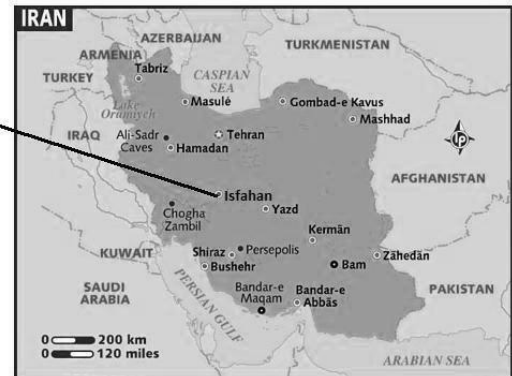 IRAN
AZERBAIJAN
ARMENIA
TURKMENISTAN
TURKEY
Tabriz
CASPIAN
SEA
Lake
Masulé
Gombad-e Kavus
Mashhad
IRAQ
Ali-Sadr
Caves
Tehran
Hamadan
lp
AFGHANISTAN
Isfahan
Chogha
Zambil
Yazd
Kermān
KUWAIT
Shiraz
Persepolis
Zāhedān
Bushehr
Bam
SAUDI
ARABIA
PERSIAN GULF
Bandar-e
Maqam
Bandar-e
Abbās
PAKISTAN
0 200 km
0 120 miles
ARABIAN SEA